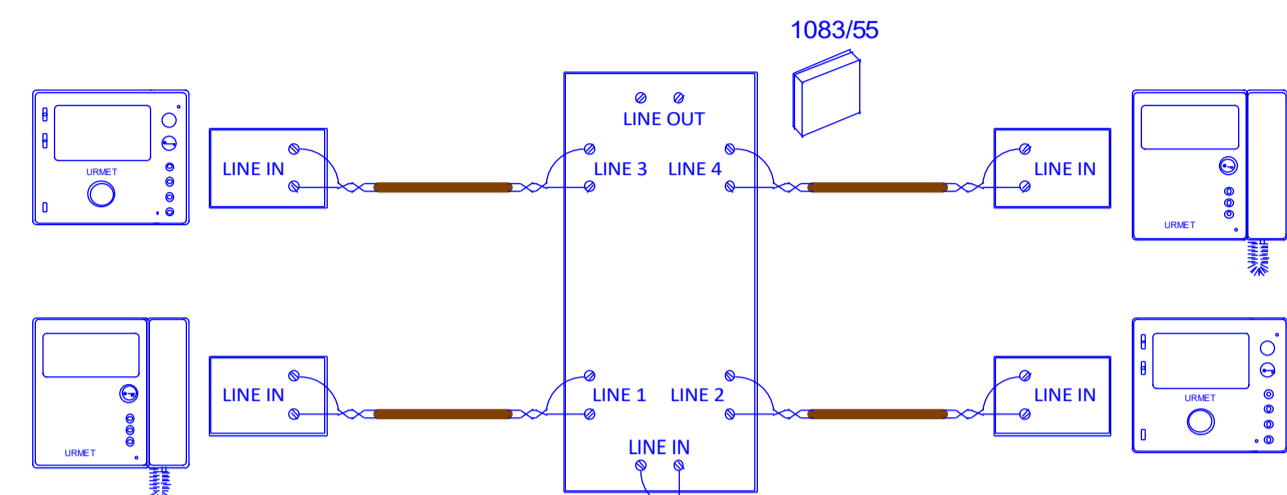 1083/55
LINE OUT
LINE IN
LINE 3
LINE 4
LINE IN
URMET
URMET
LINE IN
LINE 1
LINE 2
LINE IN
URMET
URMET
LINE IN